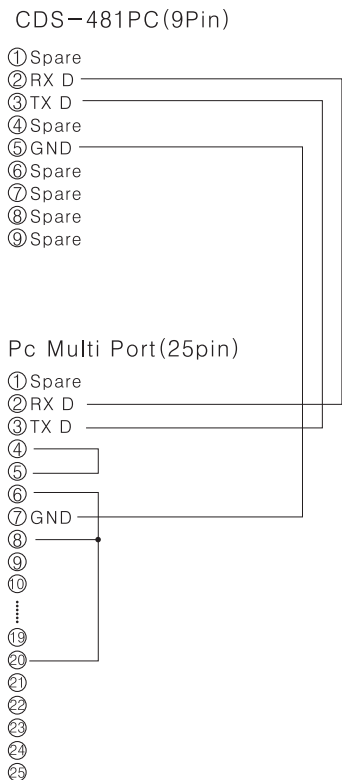 CDS-481PC(9Pin)
①Spare
②RX D
③TX D
④Spare
⑤GND
⑥Spare
⑦Spare
⑧Spare
⑨Spare
Pc Multi Port(25pin)
①Spare
②RX D
③TX D
④
⑤
⑥
⑦GND
⑧
⑨
⑩
⑲
⑳
㉑
㉒
㉓
㉔
㉕